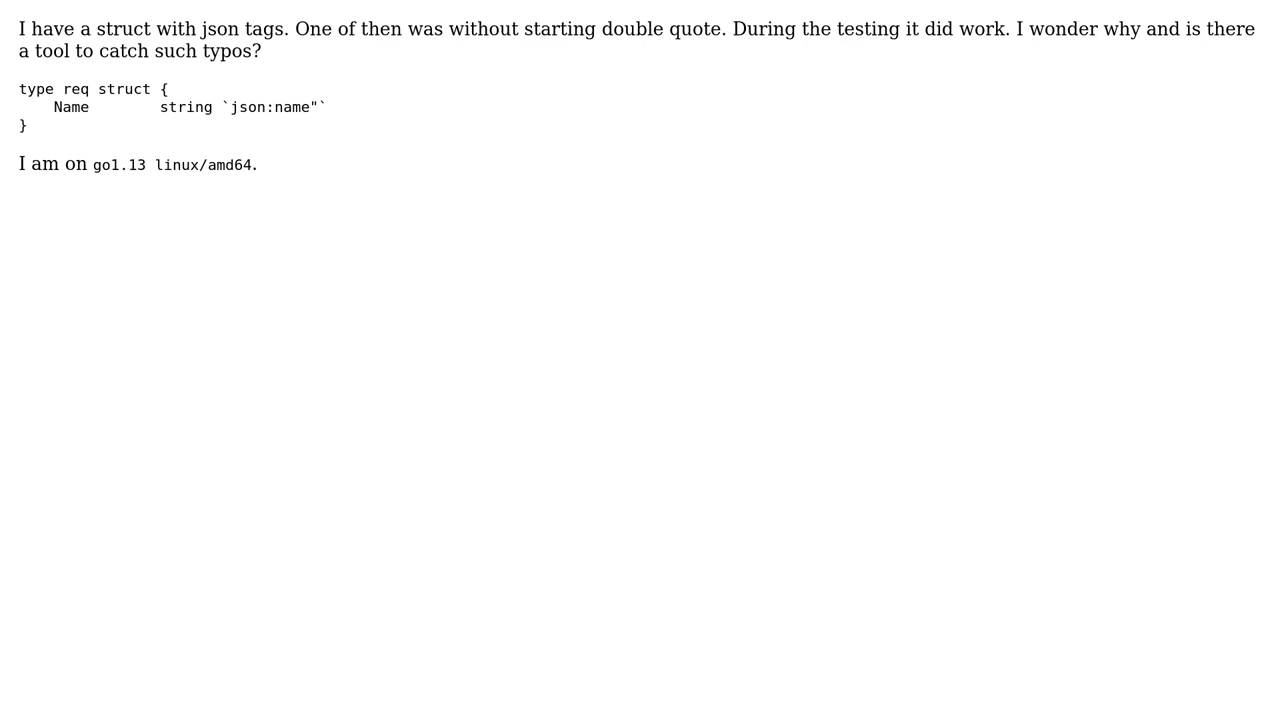 I have a struct with json tags. One of then was without starting double quote. During the testing it did work. I wonder why and is there
a tool to catch such typos?
type req struct {
    Name        string `json:name"`
}
I am on go1.13 linux/amd64.